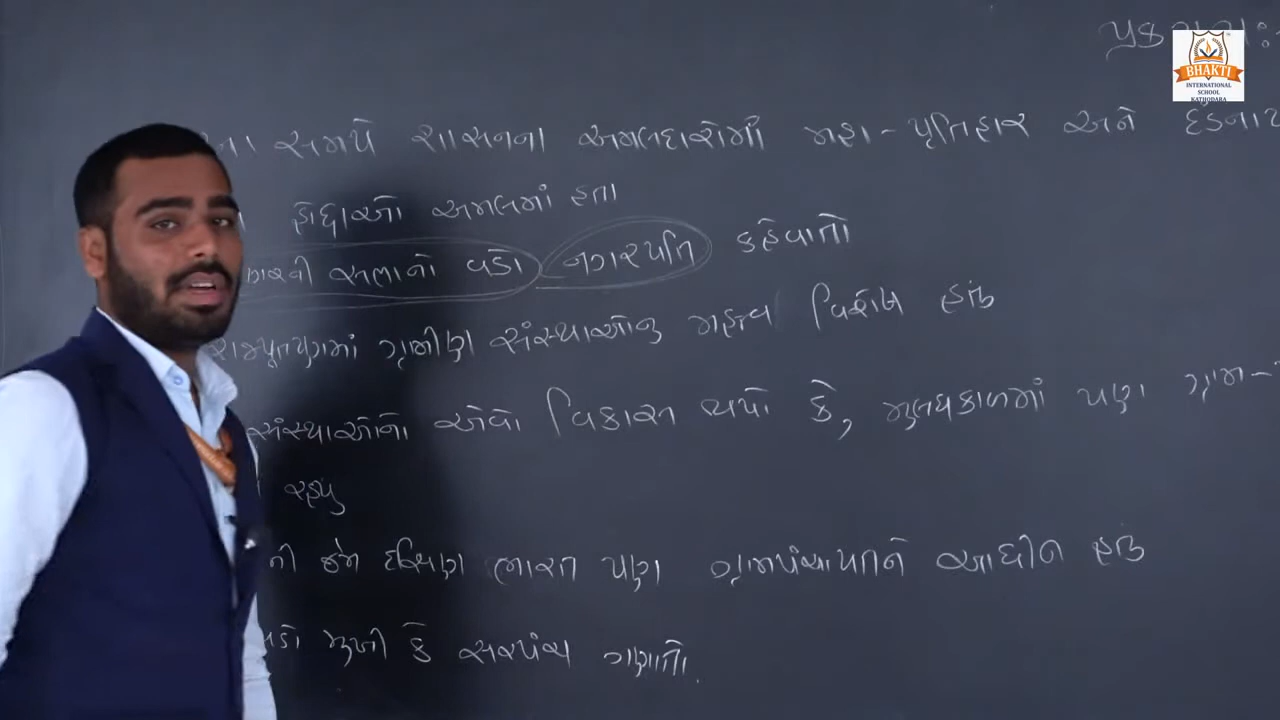 પ્રકરણ:
BHAKTI
INTERNATIONAL
SCHOOL
KATHODARA
સમયે શાસનના અમલદારોમાં મહા-પ્રતિહાર અને દંડનાય
હોદ્દાઓ અમલમાં હતા
સભાનો વડો નગરપતિ કહેવાતો
રાજપૂતયુગમાં ગ્રામીણ સંસ્થાઓનુ મહત્વ વિશેષ હતું
સંસ્થાઓનો એવો વિકાસ થયો કે, મુઘલકાળમાં પણ ગ્રામ-
રહ્યુ
ની જેમ દક્ષિણ ભારત પણ ગ્રામપંચાયતને આધીન હતુ
વડો મુખી કે સરપંચ ગણાતો.